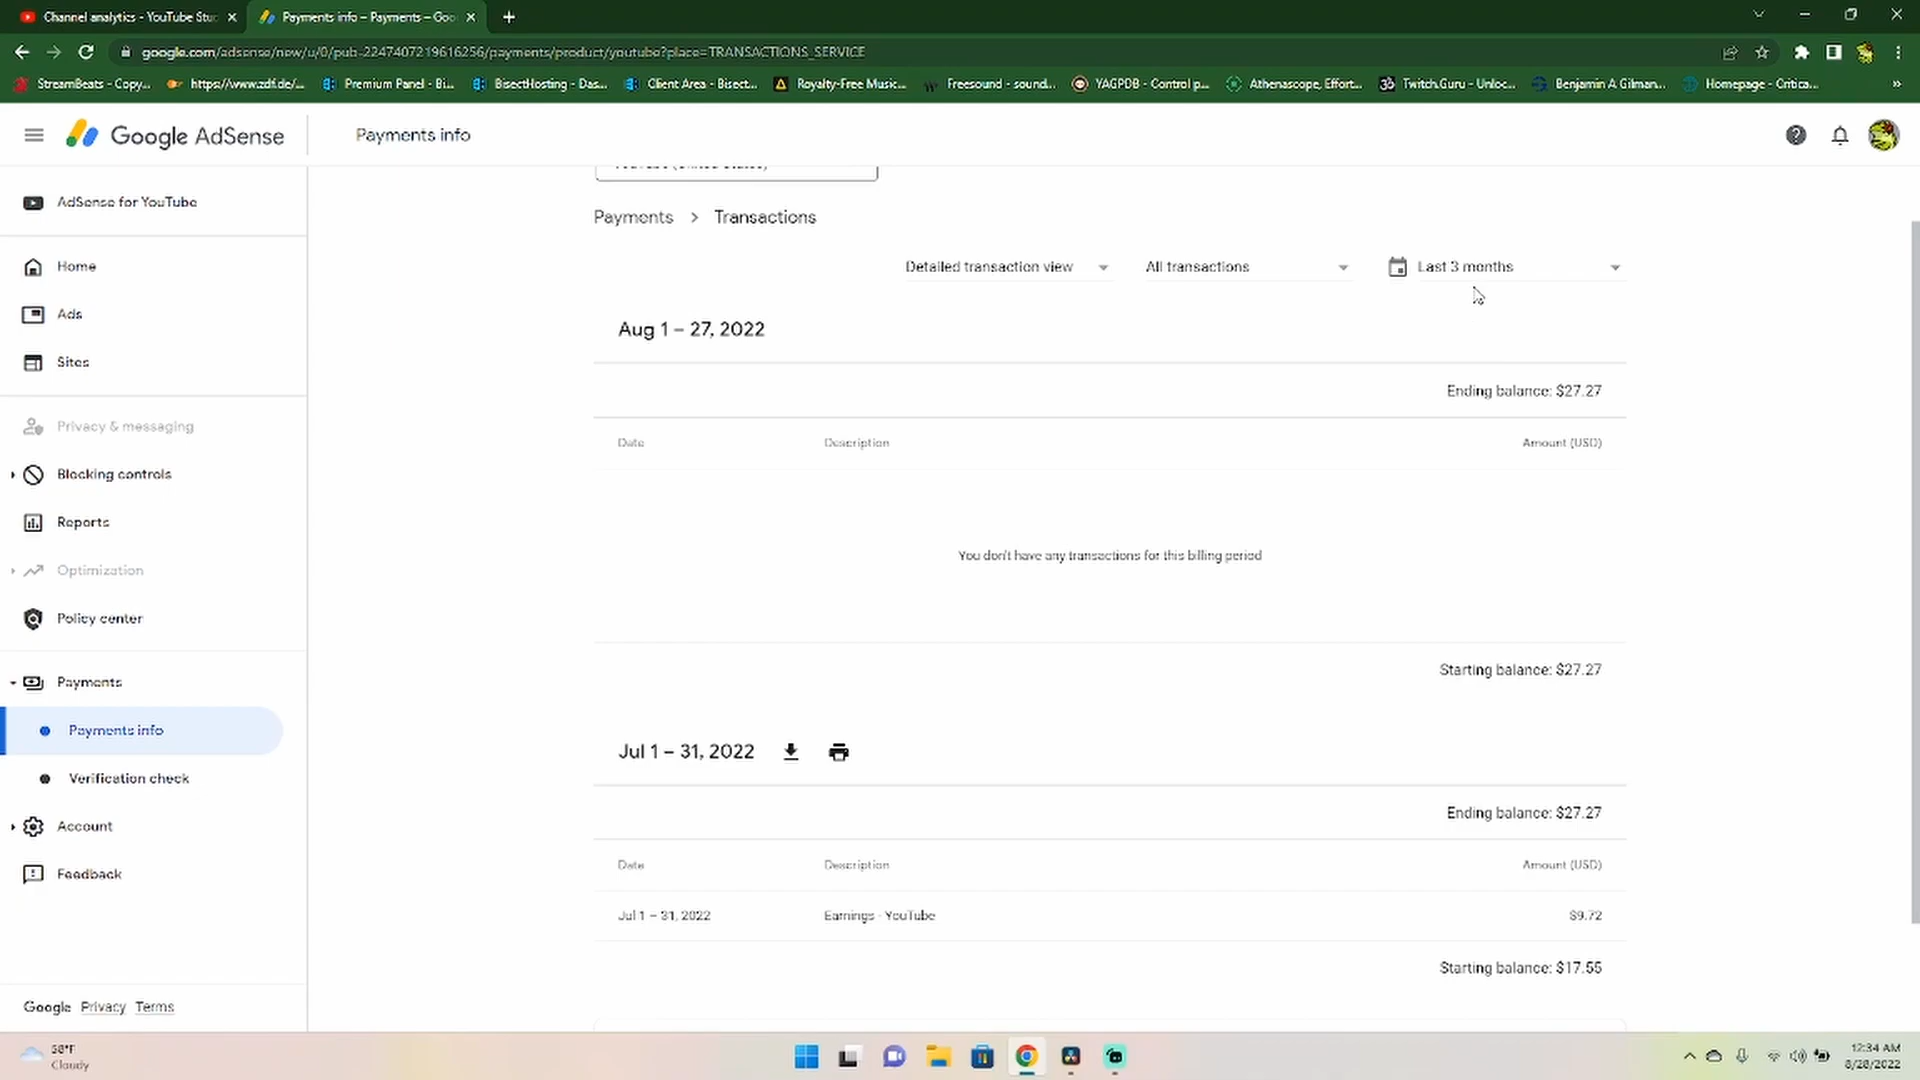 Channel analytics - YouTube Stu
Payments info – Payments – Goo
google.com/adsense/new/u/0/pub-2247407219616256/payments/product/youtube?place=TRANSACTIONS_SERVICE
StreamBeats - Copy...
https://www.zdf.de/...
Premium Panel - Bi...
BisectHosting - Das...
Client Area - Bisect...
Royalty-Free Music...
Freesound - sound...
YAGPDB - Control p...
Athenascope, Effort...
Twitch.Guru - Unloc...
Benjamin A Gilman...
Homepage - Critica...
Google AdSense
Payments info
AdSense for YouTube
Home
Ads
Sites
Privacy & messaging
Blocking controls
Reports
Optimization
Policy center
Payments
Payments info
Verification check
Account
Feedback
Google Privacy Terms
Payments > Transactions
Detailed transaction view
All transactions
Last 3 months
Aug 1 – 27, 2022
Ending balance: $27.27
Date Description Amount (USD)
You don't have any transactions for this billing period
Starting balance: $27.27
Jul 1 – 31, 2022
Ending balance: $27.27
Date Description Amount (USD)
Jul 1 – 31, 2022 Earnings - YouTube $9.72
Starting balance: $17.55
58°F
Cloudy
12:34 AM
8/28/2022